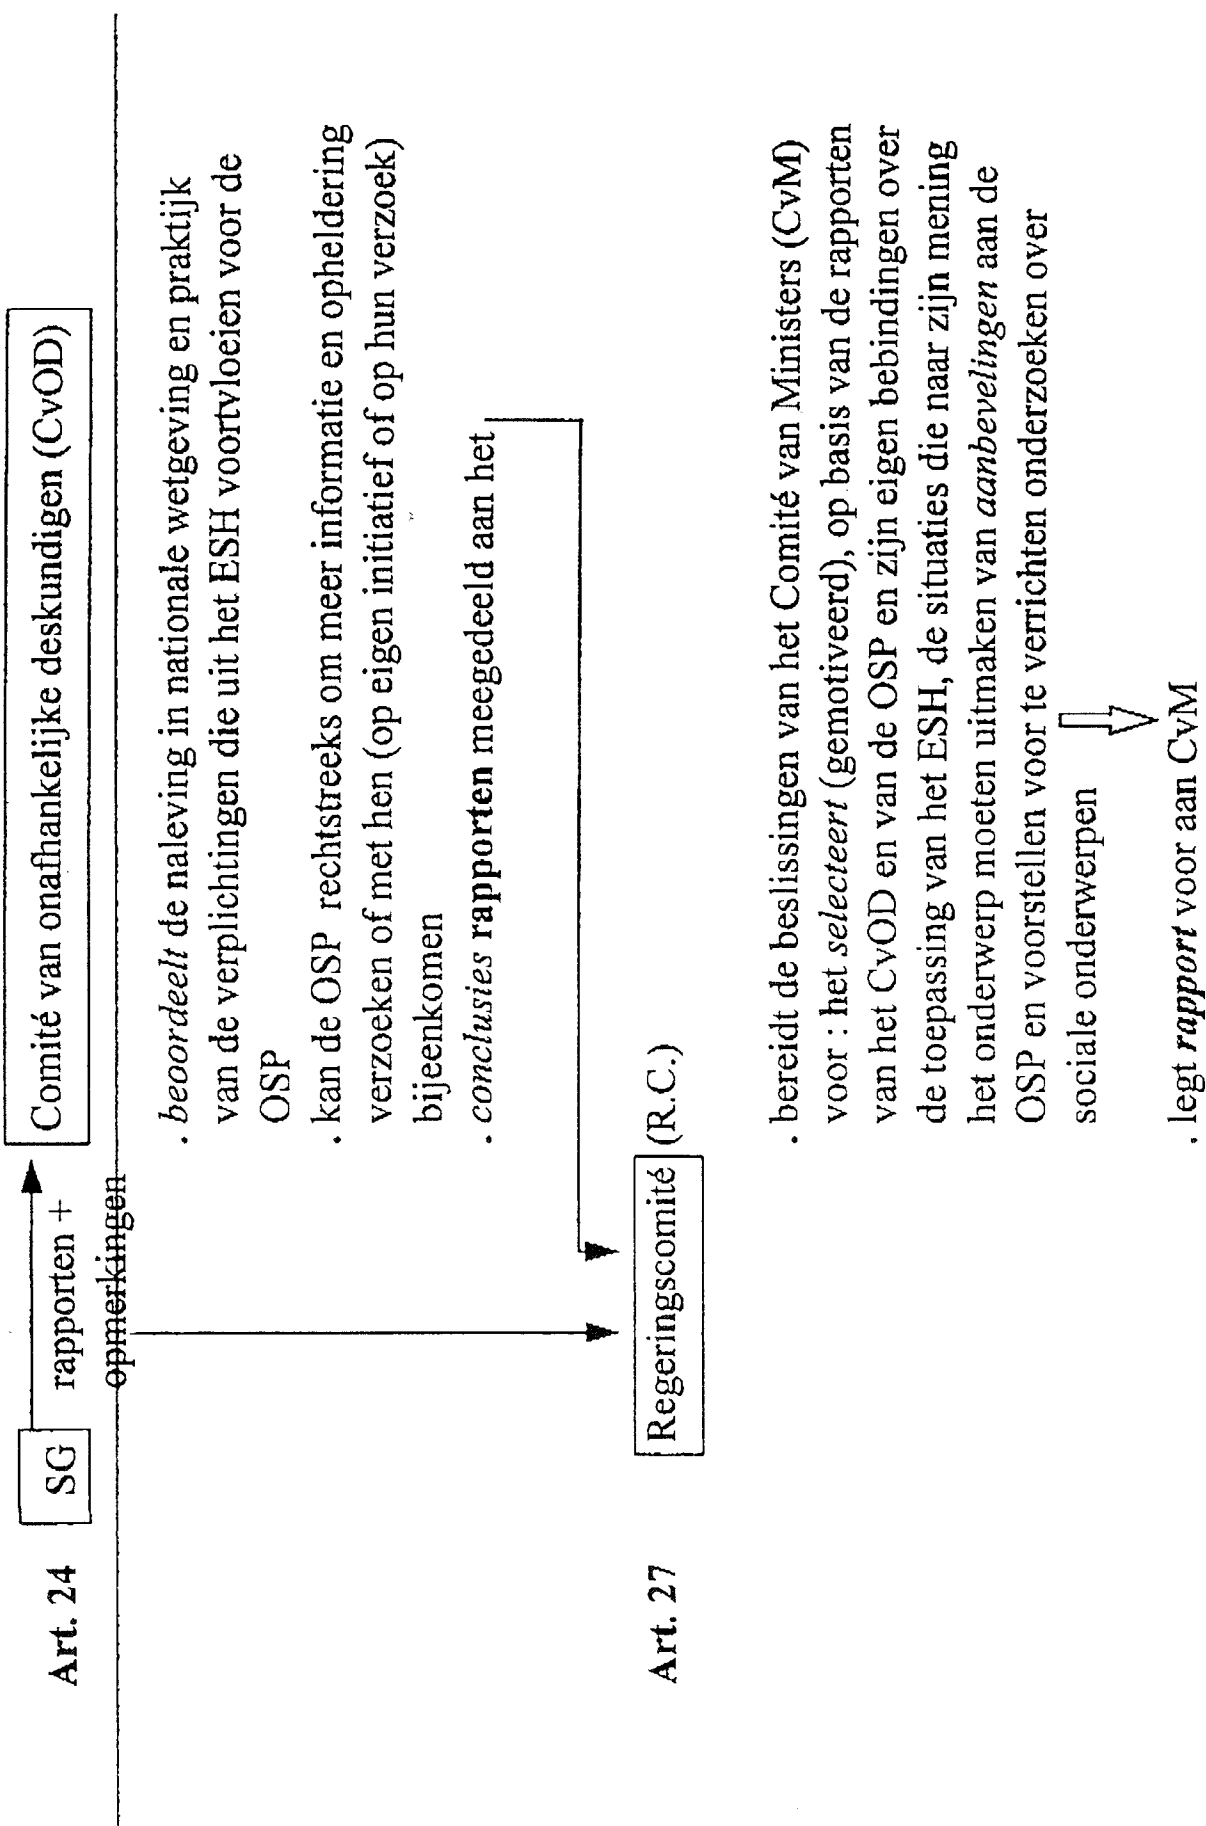 Art. 24 SG rapporten + Comité van onafhankelijke deskundigen (CvOD)
opmerkingen
. beoordeelt de naleving in nationale wetgeving en praktijk
van de verplichtingen die uit het ESH voortvloeien voor de
OSP
. kan de OSP rechtstreeks om meer informatie en opheldering
verzoeken of met hen (op eigen initiatief of op hun verzoek)
bijeenkomen
. conclusies rapporten meegedeeld aan het
Art. 27 Regeringscomité (R.C.)
. bereidt de beslissingen van het Comité van Ministers (CvM)
voor : het selecteert (gemotiveerd), op basis van de rapporten
van het CvOD en van de OSP en zijn eigen bebindingen over
de toepassing van het ESH, de situaties die naar zijn mening
het onderwerp moeten uitmaken van aanbevelingen aan de
OSP en voorstellen voor te verrichten onderzoeken over
sociale onderwerpen
. legt rapport voor aan CvM